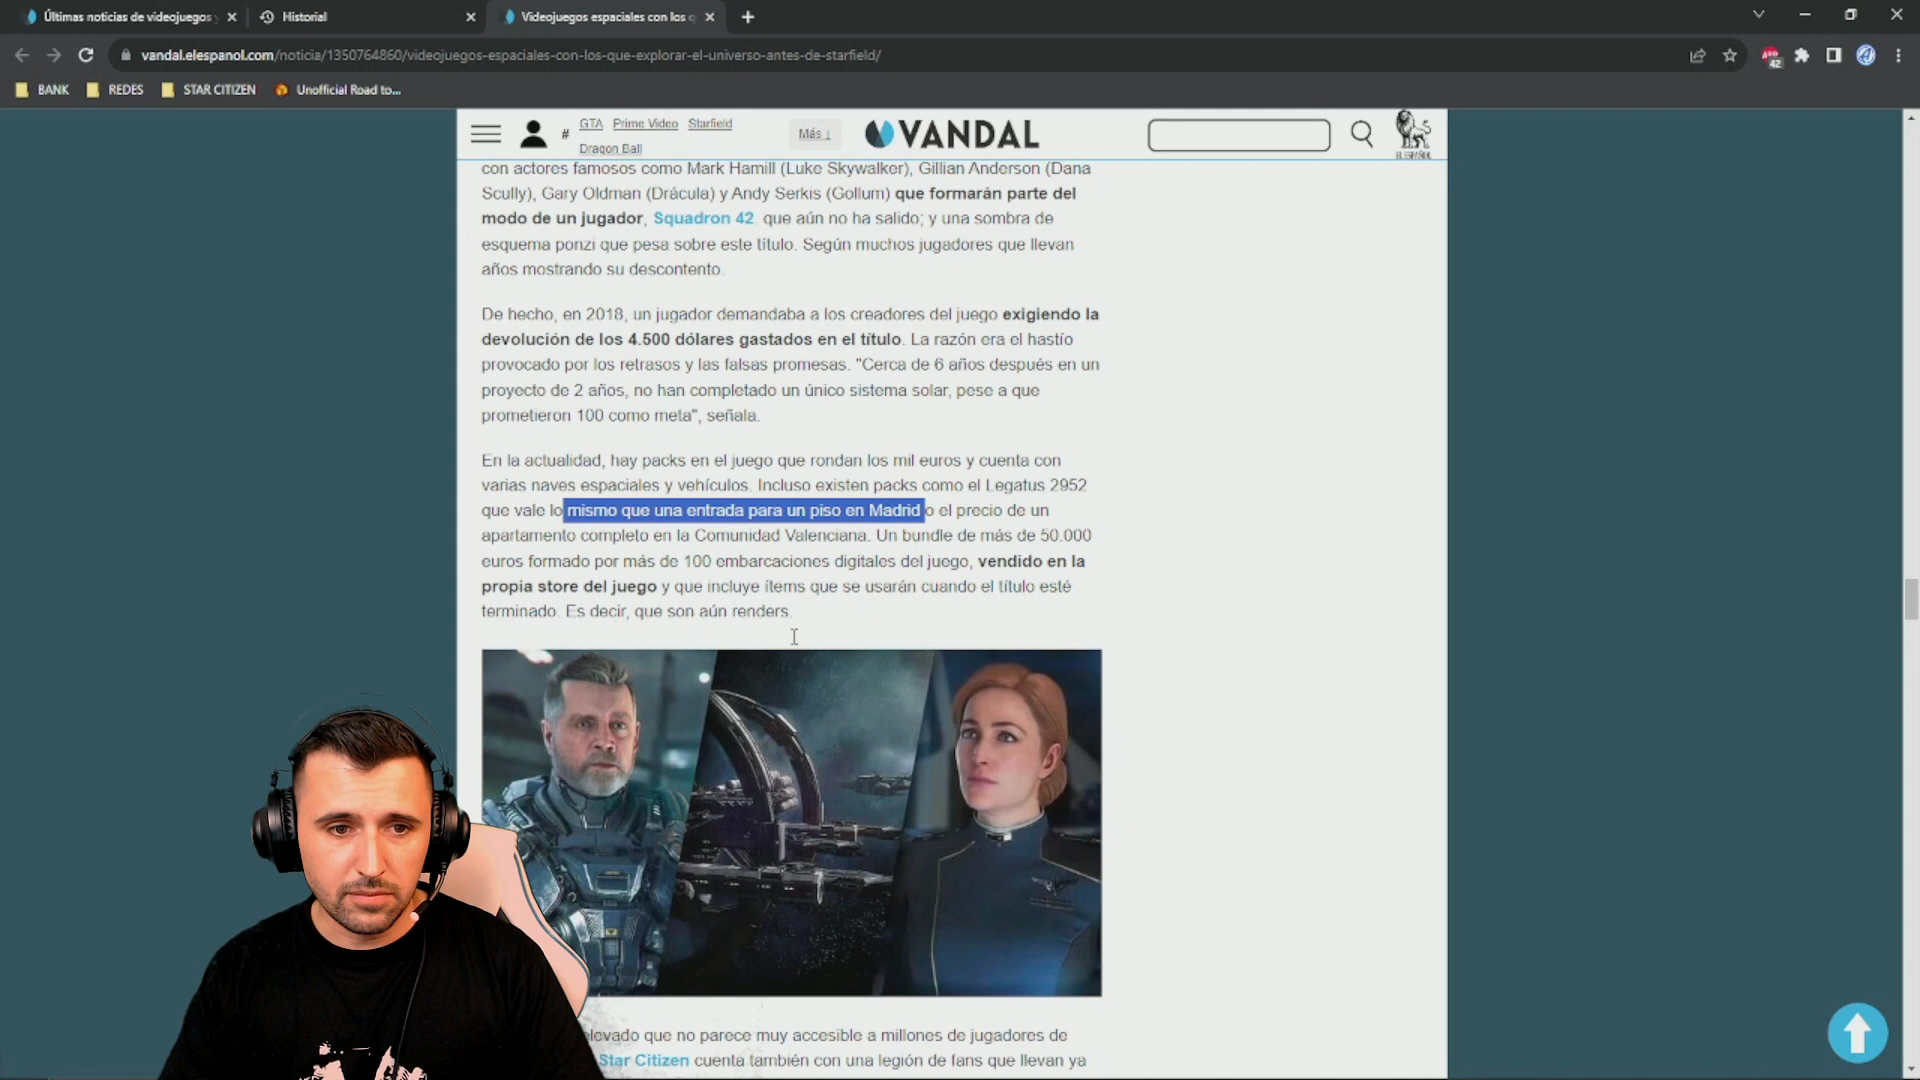 Últimas noticias de videojuegos
Historial
Videojuegos espaciales con los q
vandal.elespanol.com/noticia/1350764860/videojuegos-espaciales-con-los-que-explorar-el-universo-antes-de-starfield/
42
BANK
REDES
STAR CITIZEN
Unofficial Road to...
# GTA Prime Video Starfield
Dragon Ball
Más ↓
VANDAL
EL ESPAÑOL
con actores famosos como Mark Hamill (Luke Skywalker), Gillian Anderson (Dana
Scully), Gary Oldman (Drácula) y Andy Serkis (Gollum) que formarán parte del
modo de un jugador, Squadron 42, que aún no ha salido; y una sombra de
esquema ponzi que pesa sobre este título. Según muchos jugadores que llevan
años mostrando su descontento.
De hecho, en 2018, un jugador demandaba a los creadores del juego exigiendo la
devolución de los 4.500 dólares gastados en el título. La razón era el hastío
provocado por los retrasos y las falsas promesas. "Cerca de 6 años después en un
proyecto de 2 años, no han completado un único sistema solar, pese a que
prometieron 100 como meta", señala.
En la actualidad, hay packs en el juego que rondan los mil euros y cuenta con
varias naves espaciales y vehículos. Incluso existen packs como el Legatus 2952
que vale lo mismo que una entrada para un piso en Madrid o el precio de un
apartamento completo en la Comunidad Valenciana. Un bundle de más de 50.000
euros formado por más de 100 embarcaciones digitales del juego, vendido en la
propia store del juego y que incluye ítems que se usarán cuando el título esté
terminado. Es decir, que son aún renders.
elevado que no parece muy accesible a millones de jugadores de
Star Citizen cuenta también con una legión de fans que llevan ya